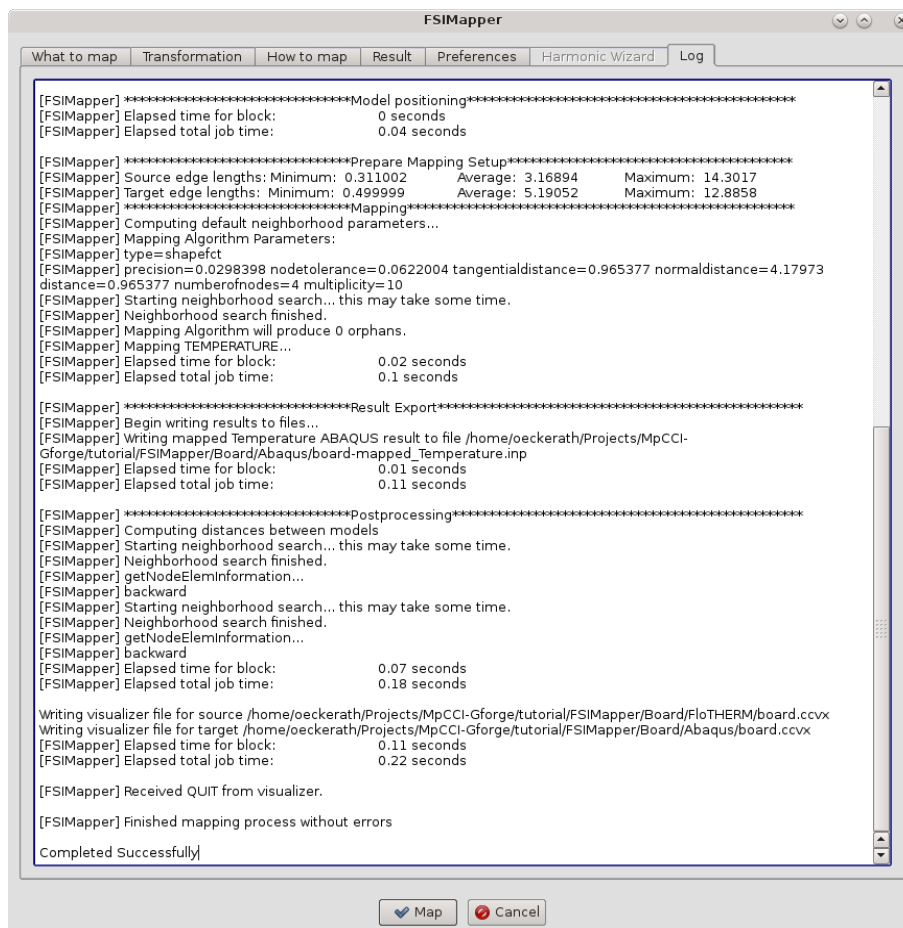 FSIMapper
What to map Transformation How to map Result Preferences Harmonic Wizard Log
[FSIMapper] ******************************Model positioning********************************************
[FSIMapper] Elapsed time for block: 0 seconds
[FSIMapper] Elapsed total job time: 0.04 seconds
[FSIMapper] ******************************Prepare Mapping Setup**************************************
[FSIMapper] Source edge lengths: Minimum: 0.311002 Average: 3.16894 Maximum: 14.3017
[FSIMapper] Target edge lengths: Minimum: 0.499999 Average: 5.19052 Maximum: 12.8858
[FSIMapper] ******************************Mapping****************************************************
[FSIMapper] Computing default neighborhood parameters...
[FSIMapper] Mapping Algorithm Parameters:
[FSIMapper] type=shapefct
[FSIMapper] precision=0.0298398 nodetolerance=0.0622004 tangentialdistance=0.965377 normaldistance=4.17973
distance=0.965377 numberofnodes=4 multiplicity=10
[FSIMapper] Starting neighborhood search... this may take some time.
[FSIMapper] Neighborhood search finished.
[FSIMapper] Mapping Algorithm will produce 0 orphans.
[FSIMapper] Mapping TEMPERATURE...
[FSIMapper] Elapsed time for block: 0.02 seconds
[FSIMapper] Elapsed total job time: 0.1 seconds
[FSIMapper] ******************************Result Export*************************************************
[FSIMapper] Begin writing results to files...
[FSIMapper] Writing mapped Temperature ABAQUS result to file /home/oeckerath/Projects/MpCCI-
Gforge/tutorial/FSIMapper/Board/Abaqus/board-mapped_Temperature.inp
[FSIMapper] Elapsed time for block: 0.01 seconds
[FSIMapper] Elapsed total job time: 0.11 seconds
[FSIMapper] ******************************Postprocessing***********************************************
[FSIMapper] Computing distances between models
[FSIMapper] Starting neighborhood search... this may take some time.
[FSIMapper] Neighborhood search finished.
[FSIMapper] getNodeElemInformation...
[FSIMapper] backward
[FSIMapper] Starting neighborhood search... this may take some time.
[FSIMapper] Neighborhood search finished.
[FSIMapper] getNodeElemInformation...
[FSIMapper] backward
[FSIMapper] Elapsed time for block: 0.07 seconds
[FSIMapper] Elapsed total job time: 0.18 seconds
Writing visualizer file for source /home/oeckerath/Projects/MpCCI-Gforge/tutorial/FSIMapper/Board/FloTHERM/board.ccvx
Writing visualizer file for target /home/oeckerath/Projects/MpCCI-Gforge/tutorial/FSIMapper/Board/Abaqus/board.ccvx
[FSIMapper] Elapsed time for block: 0.11 seconds
[FSIMapper] Elapsed total job time: 0.22 seconds
[FSIMapper] Received QUIT from visualizer.
[FSIMapper] Finished mapping process without errors
Completed Successfully
Map Cancel